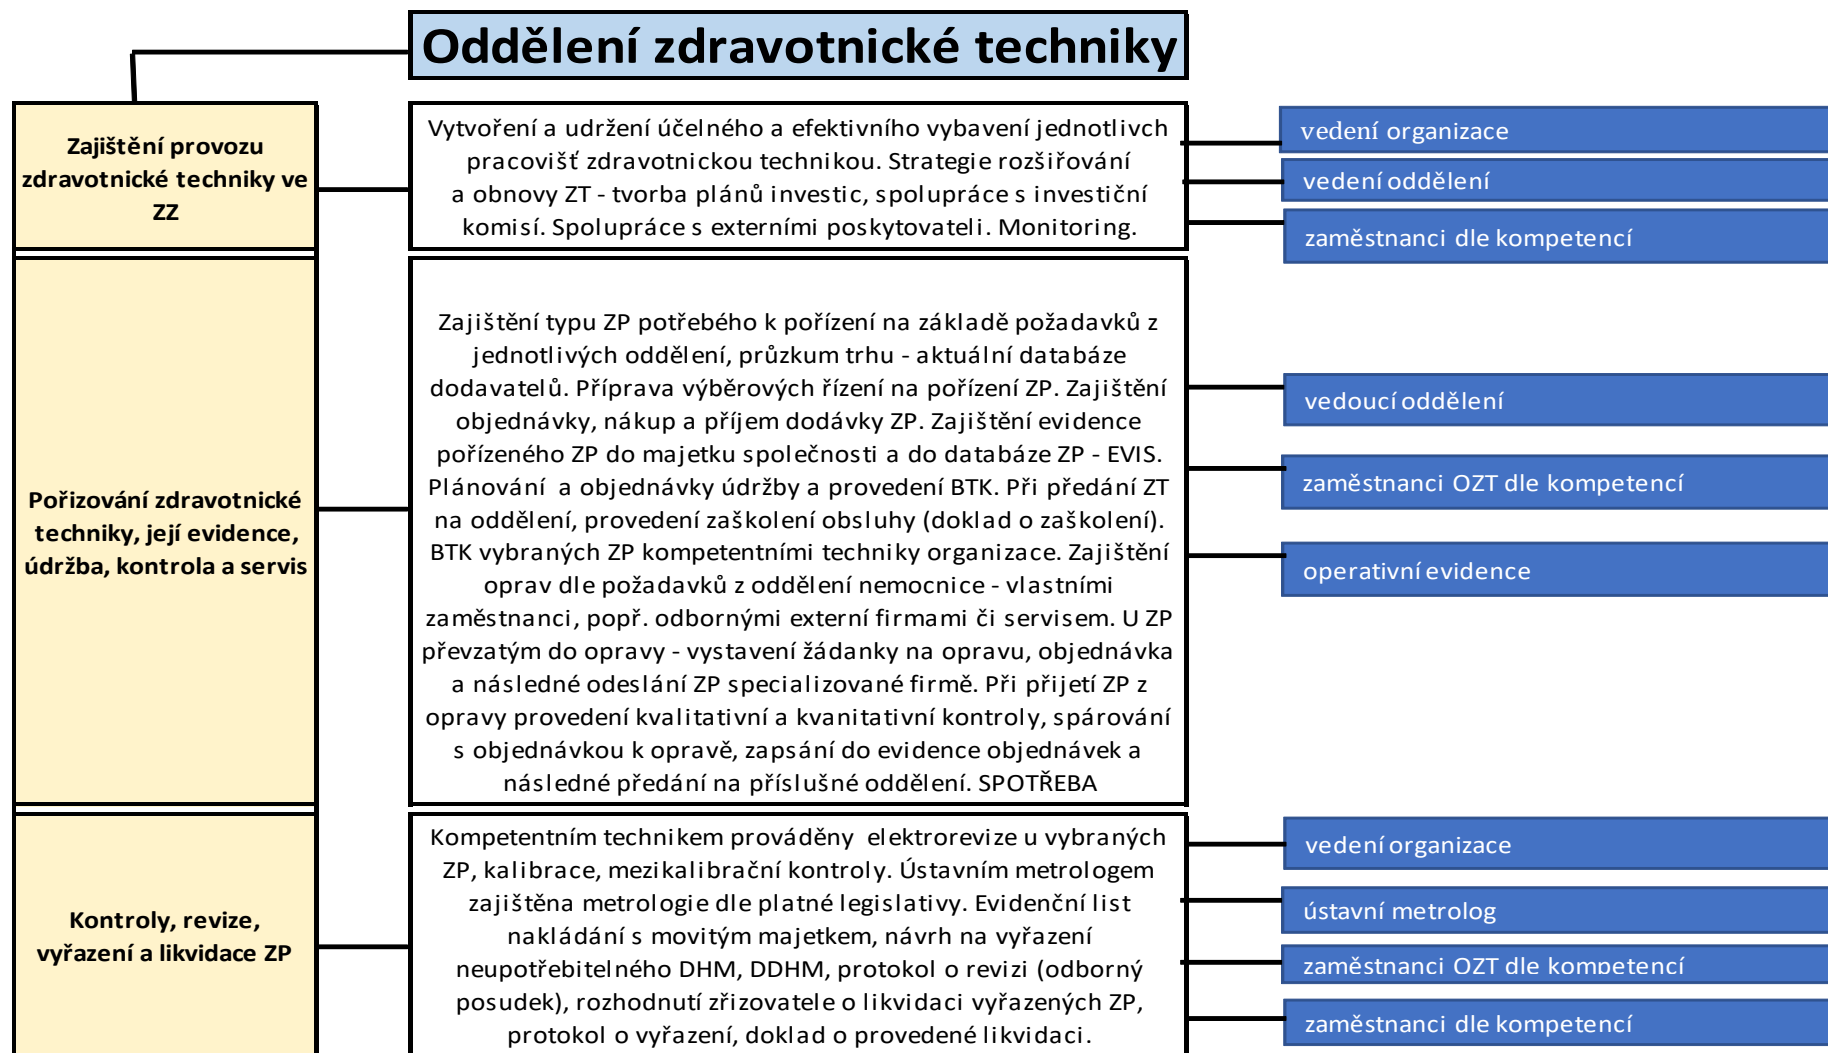 Oddělení zdravotnické techniky
Zajištění provozu
zdravotnické techniky ve
ZZ
Vytvoření a udržení účelného a efektivního vybavení jednotlivch
pracovišť zdravotnickou technikou. Strategie rozšiřování
a obnovy ZT - tvorba plánů investic, spolupráce s investiční
komisí. Spolupráce s externími poskytovateli. Monitoring.
vedení organizace
vedení oddělení
zaměstnanci dle kompetencí
Pořizování zdravotnické
techniky, její evidence,
údržba, kontrola a servis
Zajištění typu ZP potřebého k pořízení na základě požadavků z
jednotlivých oddělení, průzkum trhu - aktuální databáze
dodavatelů. Příprava výběrových řízení na pořízení ZP. Zajištění
objednávky, nákup a příjem dodávky ZP. Zajištění evidence
pořízeného ZP do majetku společnosti a do databáze ZP - EVIS.
Plánování a objednávky údržby a provedení BTK. Při předání ZT
na oddělení, provedení zaškolení obsluhy (doklad o zaškolení).
BTK vybraných ZP kompetentními techniky organizace. Zajištění
oprav dle požadavků z oddělení nemocnice - vlastními
zaměstnanci, popř. odbornými externí firmami či servisem. U ZP
převzatým do opravy - vystavení žádanky na opravu, objednávka
a následné odeslání ZP specializované firmě. Při přijetí ZP z
opravy provedení kvalitativní a kvanitativní kontroly, spárování
s objednávkou k opravě, zapsání do evidence objednávek a
následné předání na příslušné oddělení. SPOTŘEBA
vedoucí oddělení
zaměstnanci OZT dle kompetencí
operativní evidence
Kontroly, revize,
vyřazení a likvidace ZP
Kompetentním technikem prováděny elektrorevize u vybraných
ZP, kalibrace, mezikalibrační kontroly. Ústavním metrologem
zajištěna metrologie dle platné legislativy. Evidenční list
nakládání s movitým majetkem, návrh na vyřazení
neupotřebitelného DHM, DDHM, protokol o revizi (odborný
posudek), rozhodnutí zřizovatele o likvidaci vyřazených ZP,
protokol o vyřazení, doklad o provedené likvidaci.
vedení organizace
ústavní metrolog
zaměstnanci OZT dle kompetencí
zaměstnanci dle kompetencí